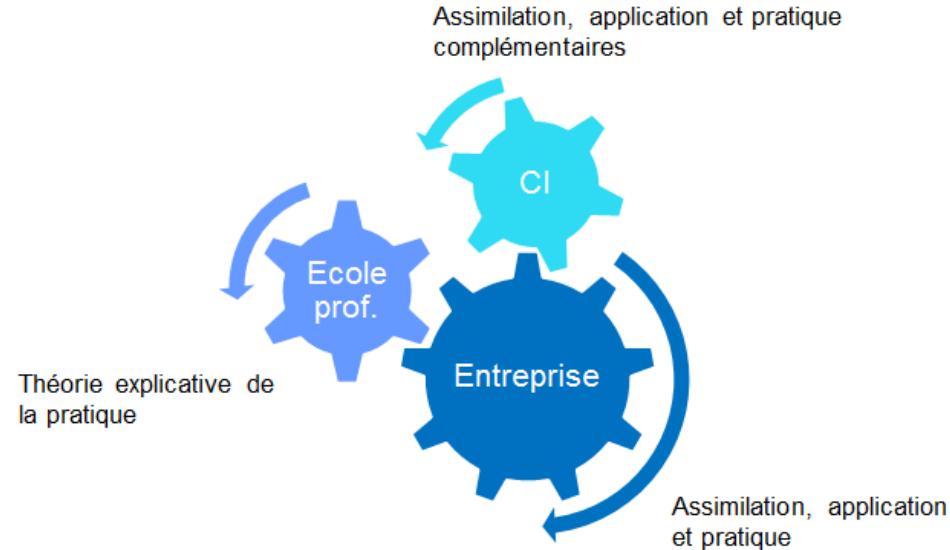 Assimilation, application et pratique
complémentaires
CI
Ecole
prof.
Entreprise
Théorie explicative de
la pratique
Assimilation, application
et pratique